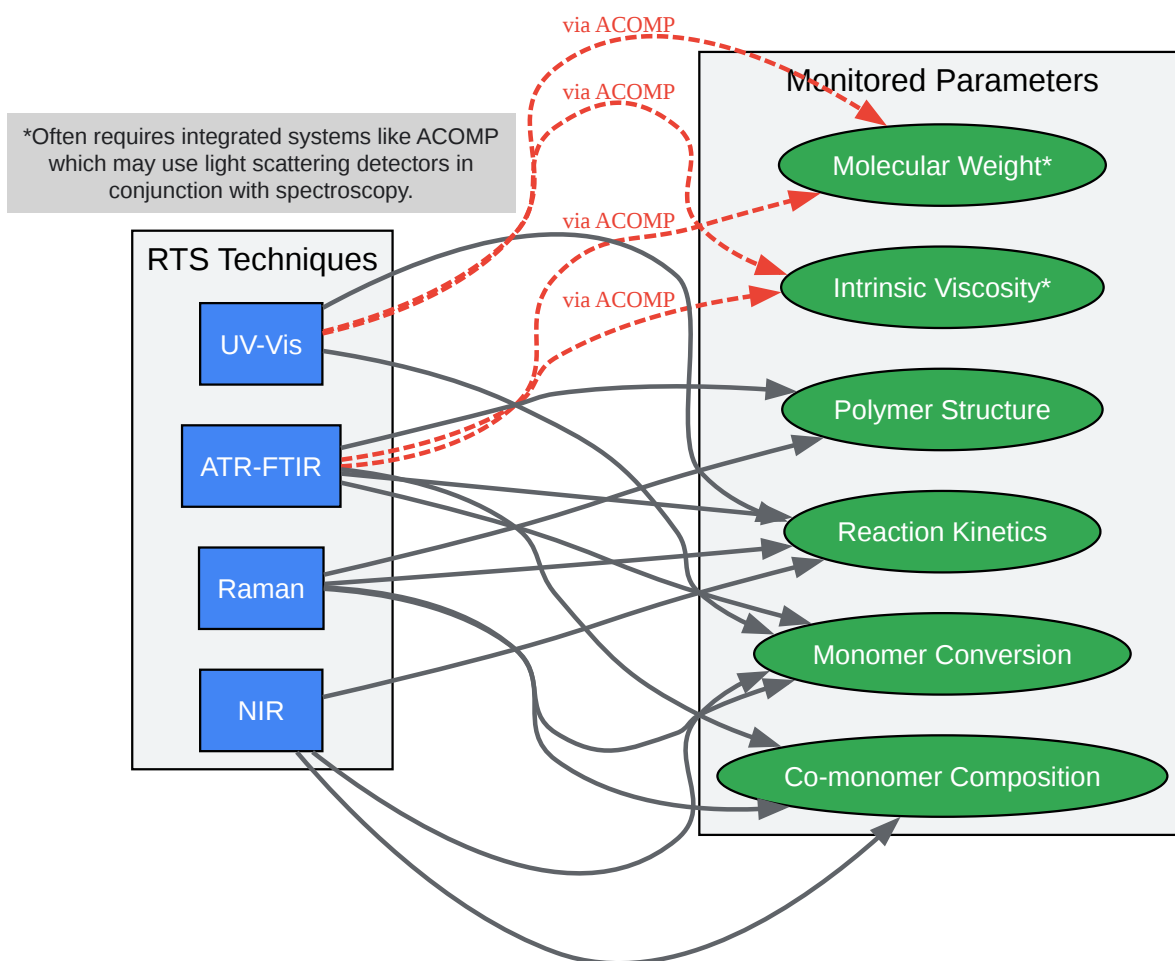 via ACOMP
Monitored Parameters
via ACOMP
*Often requires integrated systems like ACOMP
which may use light scattering detectors in
conjunction with spectroscopy.
Molecular Weight*
via ACOMP
RTS Techniques
Intrinsic Viscosity*
via ACOMP
UV-Vis
Polymer Structure
ATR-FTIR
Reaction Kinetics
Raman
Monomer Conversion
NIR
Co-monomer Composition